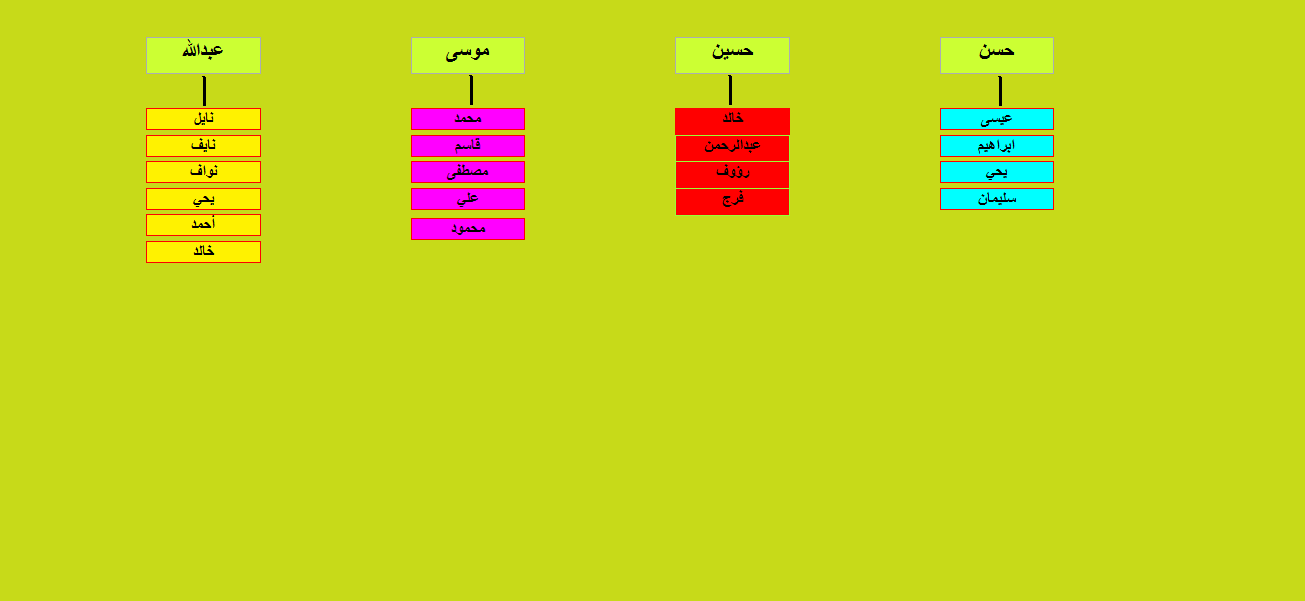 حسن
عيسى
ابراهيم
يحي
سليمان
حسين
خالد
عبدالرحمن
رزوف
فرج
موسى
محمد
قاسم
مصطفى
علي
محمود
عبدالله
نايل
نايف
نواف
يحي
أحمد
خالد